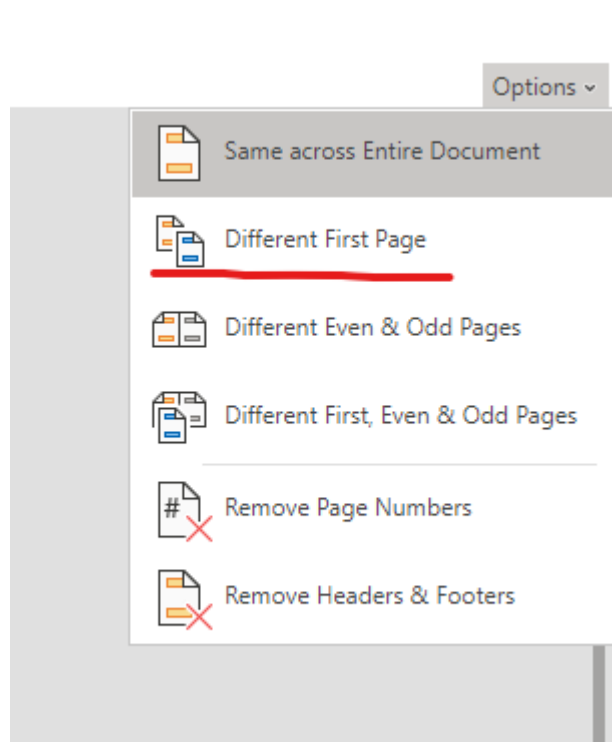 Options
Same across Entire Document
Different First Page
Different Even & Odd Pages
Different First, Even & Odd Pages
#
Remove Page Numbers
Remove Headers & Footers